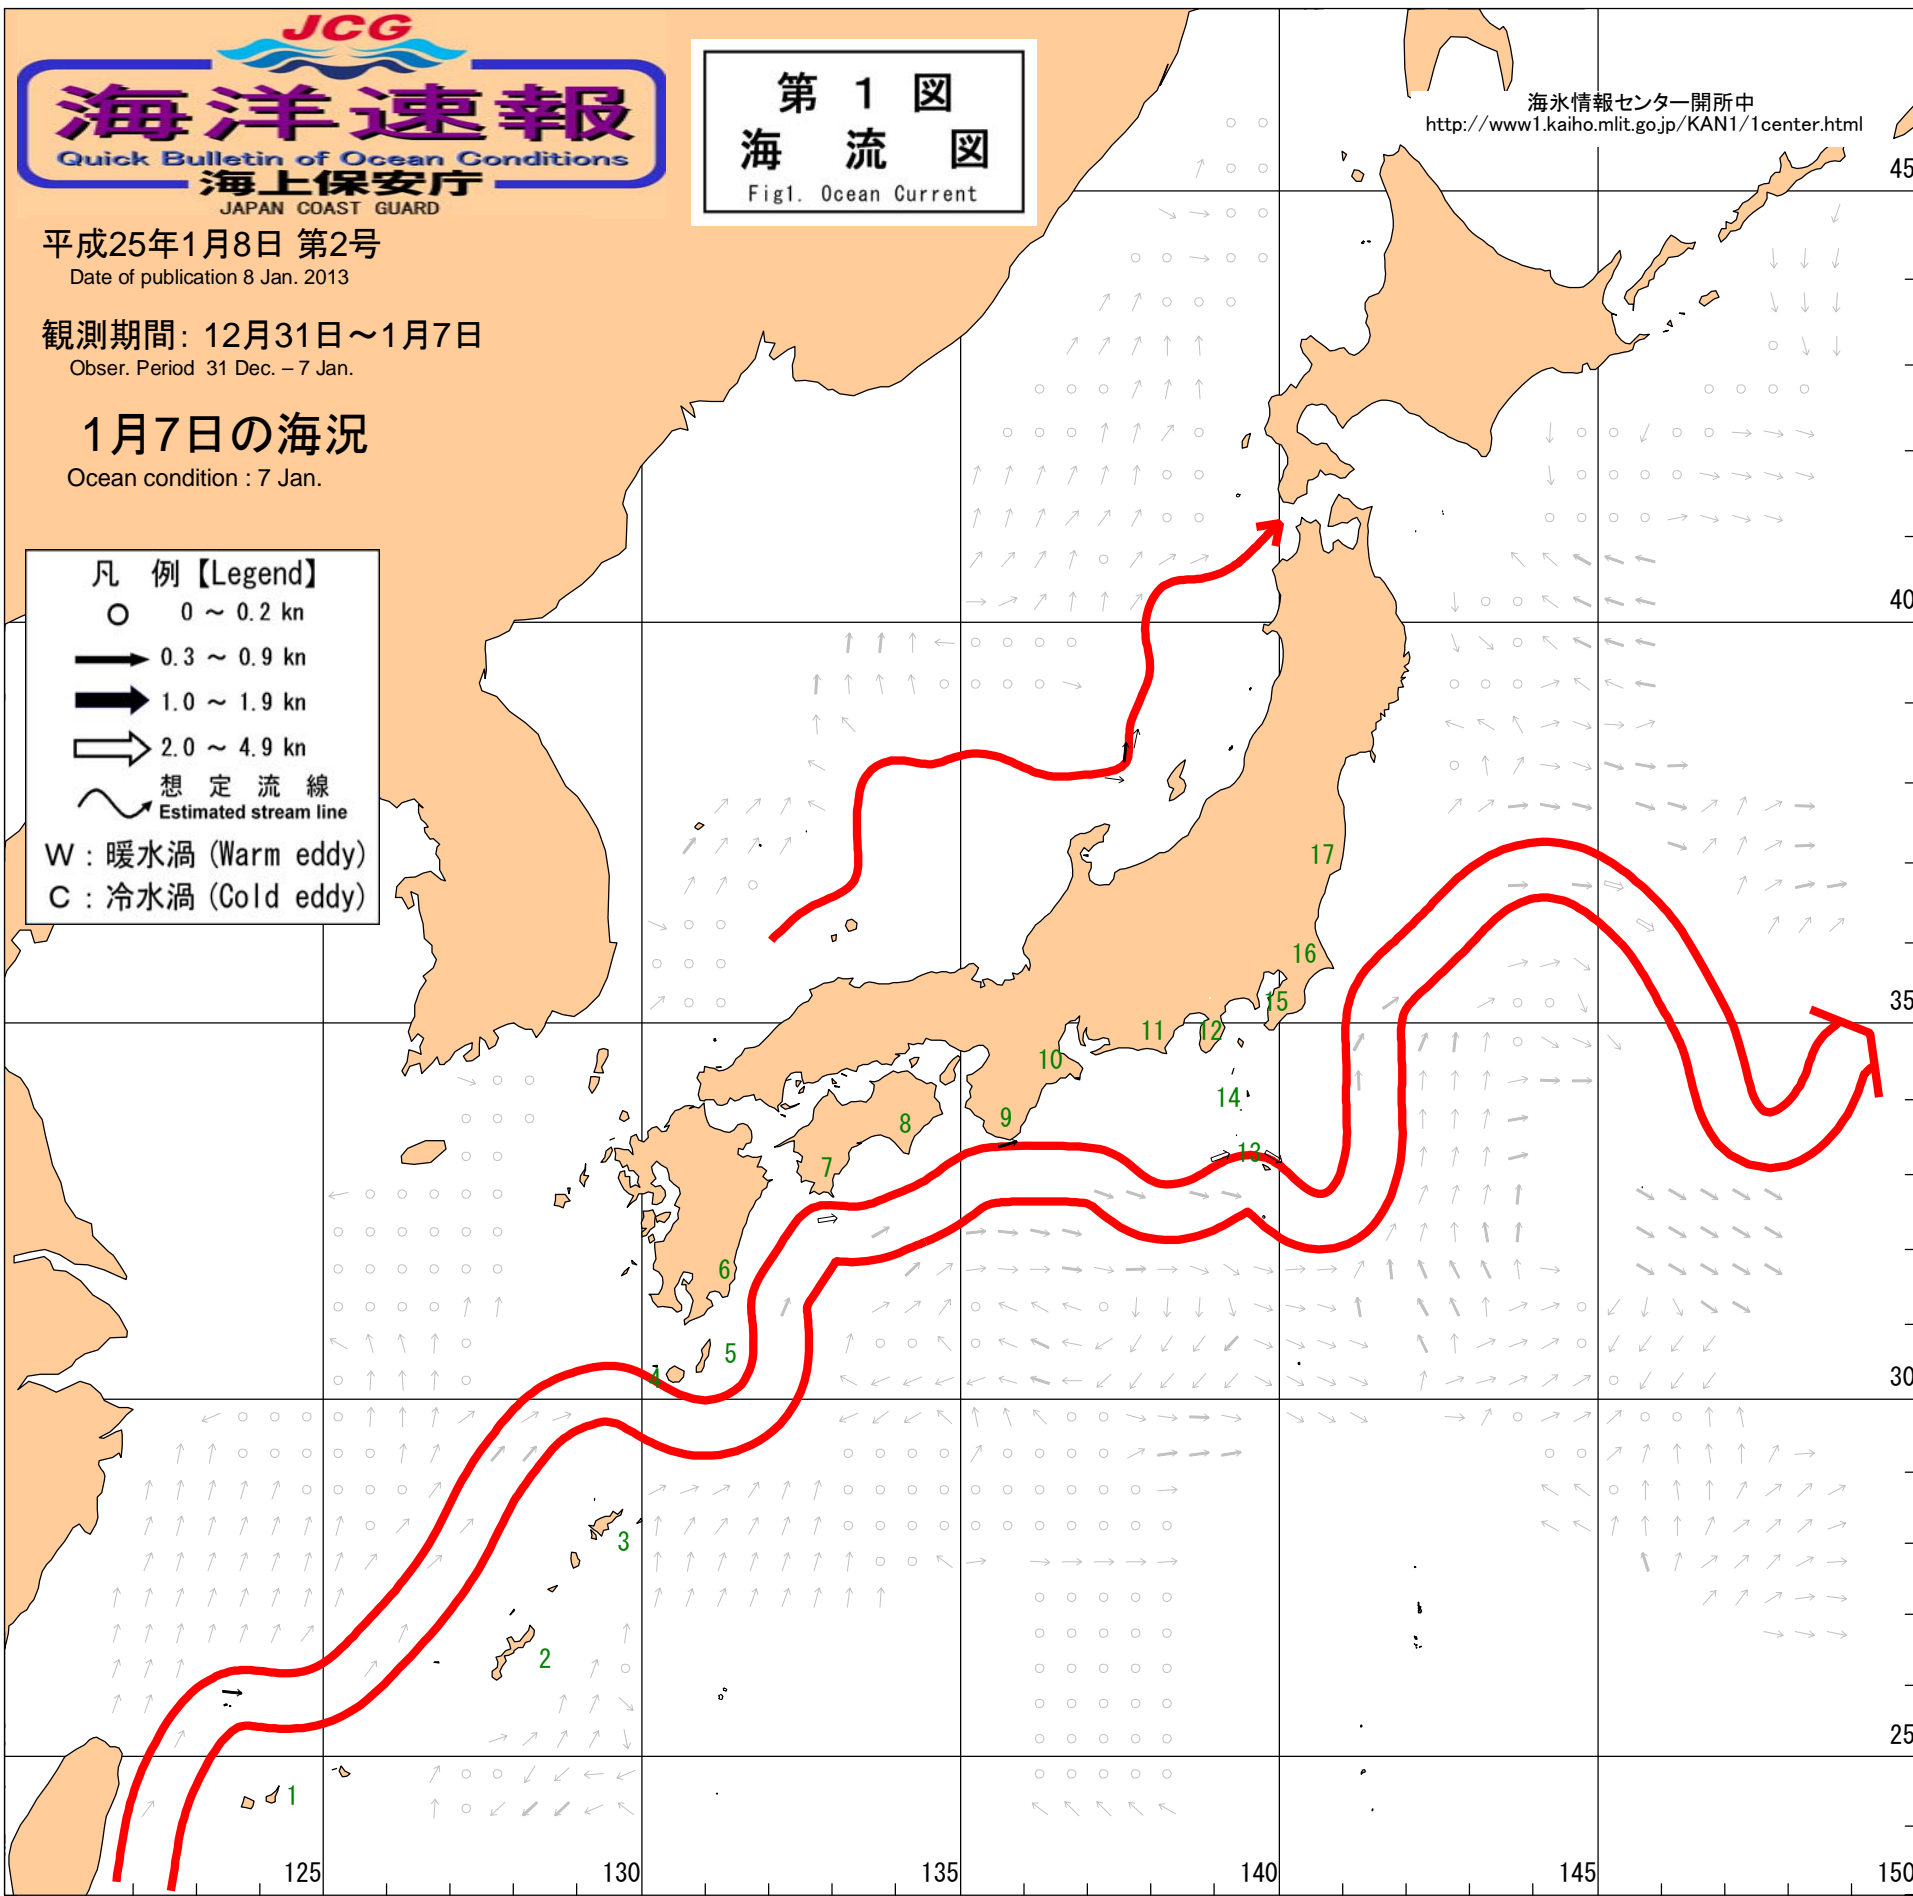 JCG
海洋速報
Quick Bulletin of Ocean Conditions
海上保安庁
JAPAN COAST GUARD
第 1 図
海 流 図
Fig1. Ocean Current
海氷情報センター開所中
http://www1.kaiho.mlit.go.jp/KAN1/1center.html
平成25年1月8日 第2号
Date of publication 8 Jan. 2013
観測期間: 12月31日～1月7日
Obser. Period 31 Dec. – 7 Jan.
1月7日の海況
Ocean condition : 7 Jan.
凡 例【Legend】
0 ～ 0.2 kn
0.3 ～ 0.9 kn
1.0 ～ 1.9 kn
2.0 ～ 4.9 kn
想 定 流 線
Estimated stream line
W : 暖水渦 (Warm eddy)
C : 冷水渦 (Cold eddy)
45
40
17
16
35
15
12
11
10
14
9
8
13
7
6
5
4
30
3
2
25
1
125
130
135
140
145
150